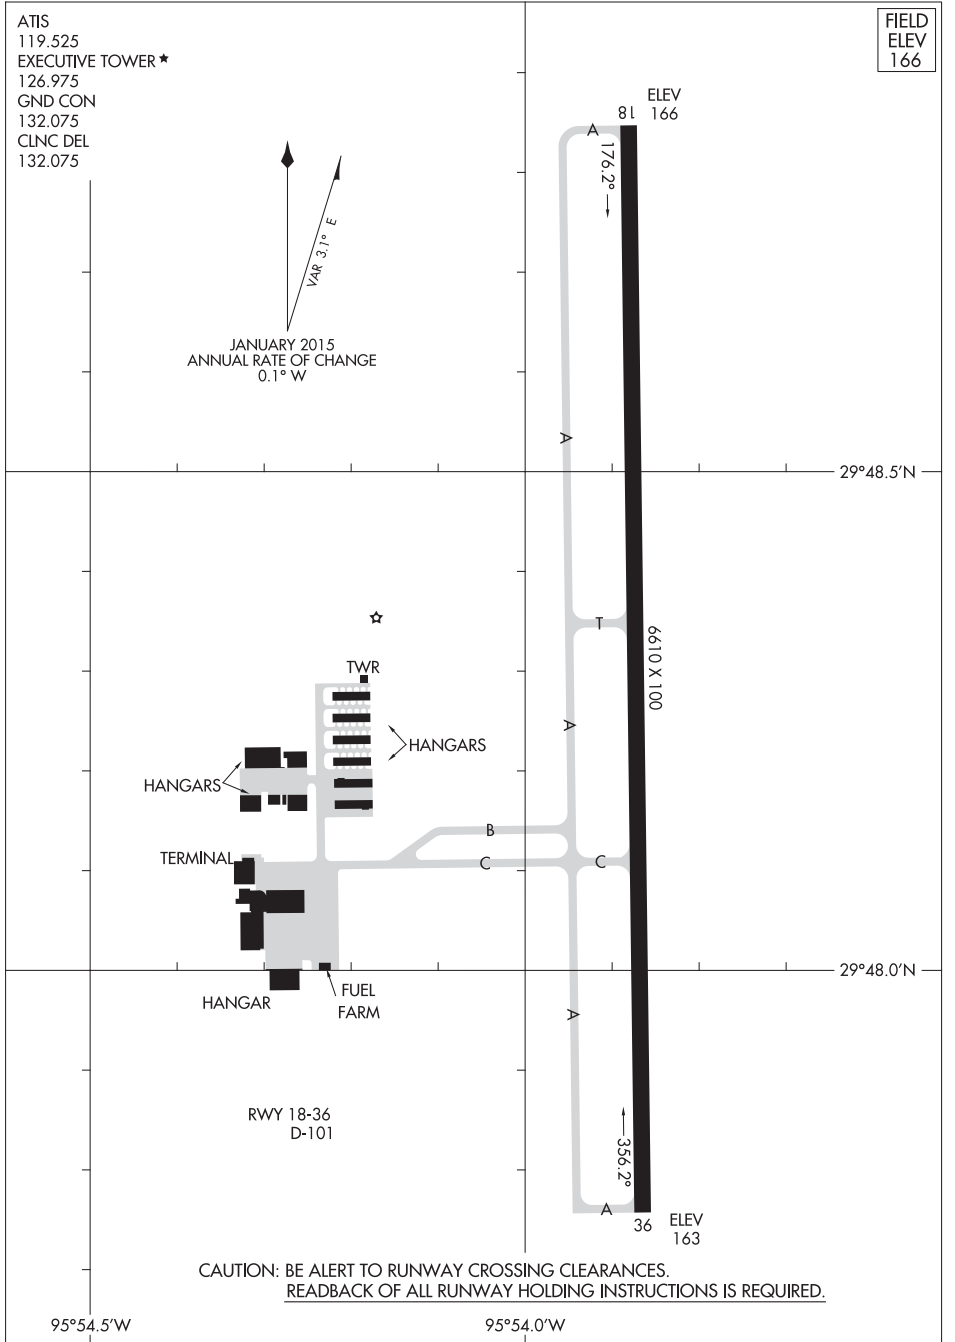 ATIS
119.525
EXECUTIVE TOWER★
126.975
GND CON
132.075
CLNC DEL
132.075
FIELD
ELEV
166
18
ELEV
166
A
176.2°
VAR 3.1° E
JANUARY 2015
ANNUAL RATE OF CHANGE
0.1° W
A
29°48.5'N
T
6610 X 100
TWR
A
HANGARS
HANGARS
B
TERMINAL
C
C
29°48.0'N
HANGAR
FUEL
FARM
A
RWY 18-36
D-101
356.2°
A
36
ELEV
163
CAUTION: BE ALERT TO RUNWAY CROSSING CLEARANCES.
READBACK OF ALL RUNWAY HOLDING INSTRUCTIONS IS REQUIRED.
95°54.5'W
95°54.0'W